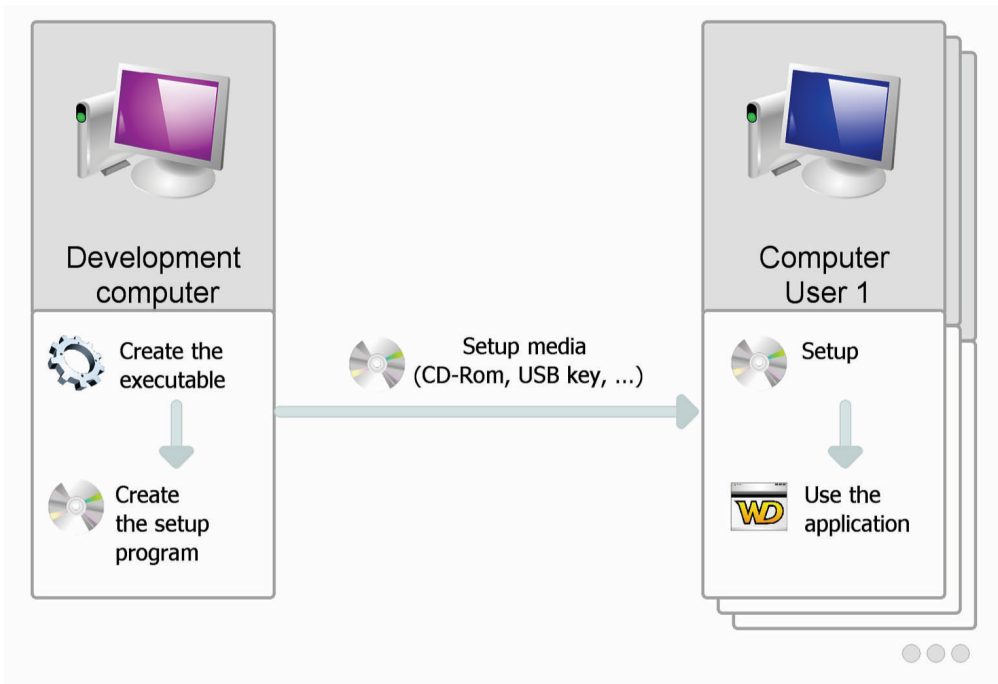 Development
computer
Create the
executable
Create
the setup
program
Setup media
(CD-Rom, USB key, ...)
Computer
User 1
Setup
WD
Use the
application